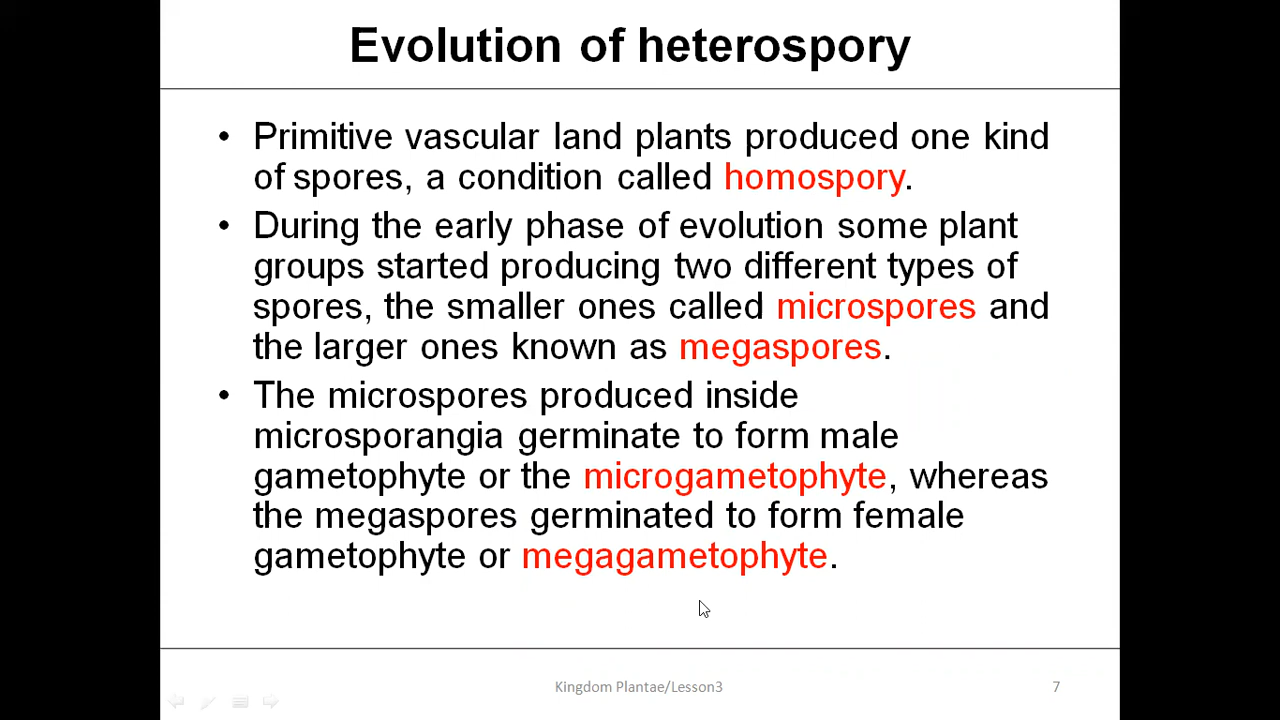 Evolution of heterospory
• Primitive vascular land plants produced one kind
of spores, a condition called homospory.
• During the early phase of evolution some plant
groups started producing two different types of
spores, the smaller ones called microspores and
the larger ones known as megaspores.
• The microspores produced inside
microsporangia germinate to form male
gametophyte or the microgametophyte, whereas
the megaspores germinated to form female
gametophyte or megagametophyte.
Kingdom Plantae/Lesson3
7